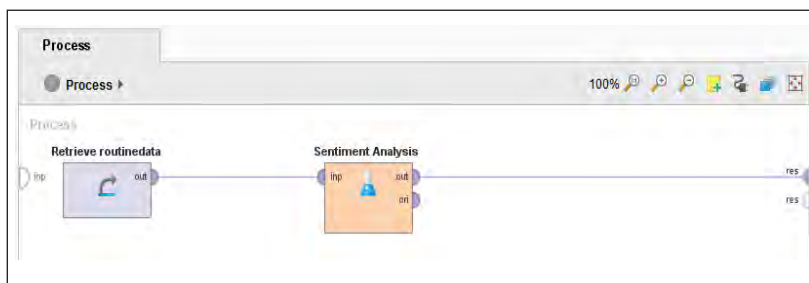 Process
Process
100%
Process
Retrieve routinedata
Sentiment Analysis
inp
out
inp
out
ori
res
res